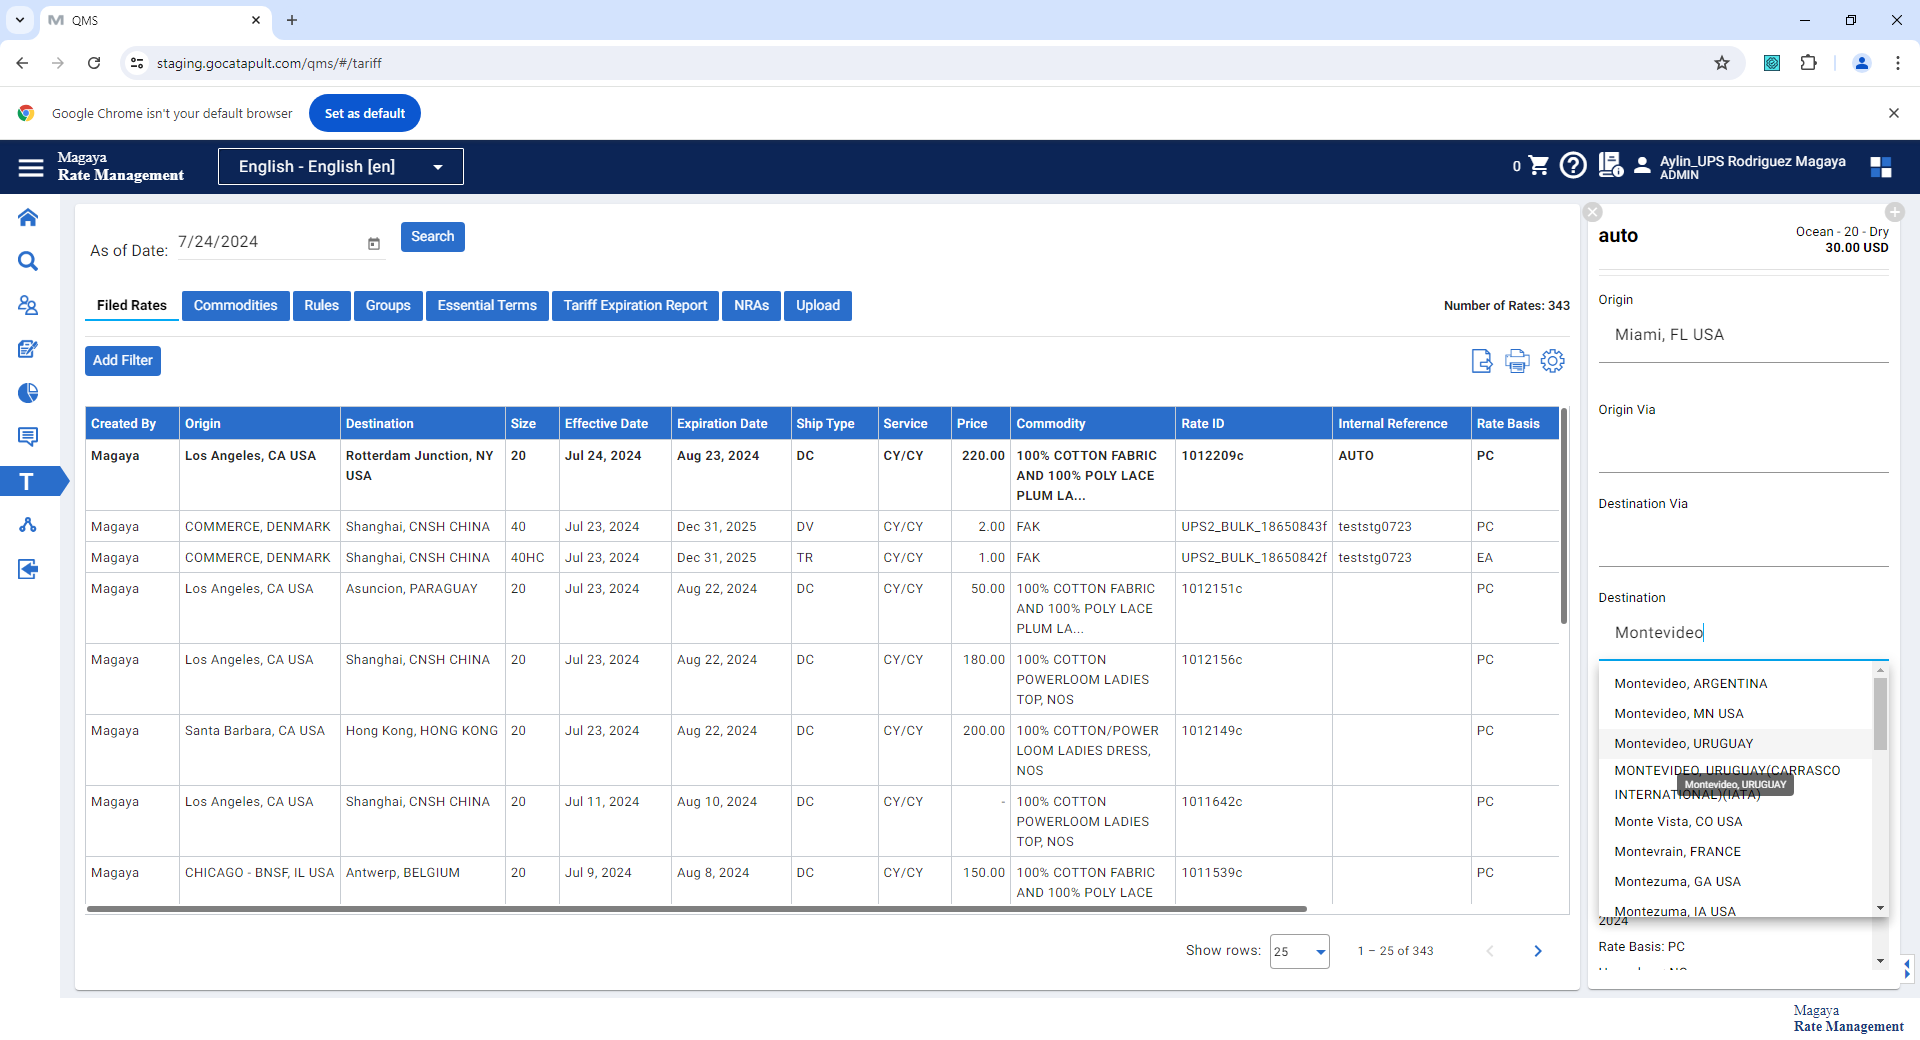 QMS
staging.gocatapult.com/qms/#/tariff
Google Chrome isn't your default browser
Set as default
Magaya
Rate Management
English - English [en]
0
Aylin_UPS Rodriguez Magaya
ADMIN
As of Date: 7/24/2024
Search
Filed Rates Commodities Rules Groups Essential Terms Tariff Expiration Report NRAs Upload
Number of Rates: 343
Add Filter
Created By Origin Destination Size Effective Date Expiration Date Ship Type Service Price Commodity Rate ID Internal Reference Rate Basis
Magaya Los Angeles, CA USA Rotterdam Junction, NY 20 Jul 24, 2024 Aug 23, 2024 DC CY/CY 220.00 100% COTTON FABRIC 1012209c AUTO PC
USA AND 100% POLY LACE
PLUM LA...
Magaya COMMERCE, DENMARK Shanghai, CNSH CHINA 40 Jul 23, 2024 Dec 31, 2025 DV CY/CY 2.00 FAK UPS2_BULK_18650843f teststg0723 PC
Magaya COMMERCE, DENMARK Shanghai, CNSH CHINA 40HC Jul 23, 2024 Dec 31, 2025 TR CY/CY 1.00 FAK UPS2_BULK_18650842f teststg0723 EA
Magaya Los Angeles, CA USA Asuncion, PARAGUAY 20 Jul 23, 2024 Aug 22, 2024 DC CY/CY 50.00 100% COTTON FABRIC 1012151c PC
AND 100% POLY LACE
PLUM LA...
Magaya Los Angeles, CA USA Shanghai, CNSH CHINA 20 Jul 23, 2024 Aug 22, 2024 DC CY/CY 180.00 100% COTTON 1012156c PC
POWERLOOM LADIES
TOP, NOS
Magaya Santa Barbara, CA USA Hong Kong, HONG KONG 20 Jul 23, 2024 Aug 22, 2024 DC CY/CY 200.00 100% COTTON/POWER 1012149c PC
LOOM LADIES DRESS,
NOS
Magaya Los Angeles, CA USA Shanghai, CNSH CHINA 20 Jul 11, 2024 Aug 10, 2024 DC CY/CY - 100% COTTON 1011642c PC
POWERLOOM LADIES
TOP, NOS
Magaya CHICAGO - BNSF, IL USA Antwerp, BELGIUM 20 Jul 9, 2024 Aug 8, 2024 DC CY/CY 150.00 100% COTTON FABRIC 1011539c PC
AND 100% POLY LACE
Show rows: 25 1 – 25 of 343
auto
Ocean - 20 - Dry
30.00 USD
Origin
Miami, FL USA
Origin Via
Destination Via
Destination
Montevideo
Montevideo, ARGENTINA
Montevideo, MN USA
Montevideo, URUGUAY
MONTEVIDEO, URUGUAY(CARRASCO
Montevideo, URUGUAY
INTERNATIONAL)(IATA)
Monte Vista, CO USA
Montevrain, FRANCE
Montezuma, GA USA
Montezuma, IA USA
2024
Rate Basis: PC
Magaya
Rate Management